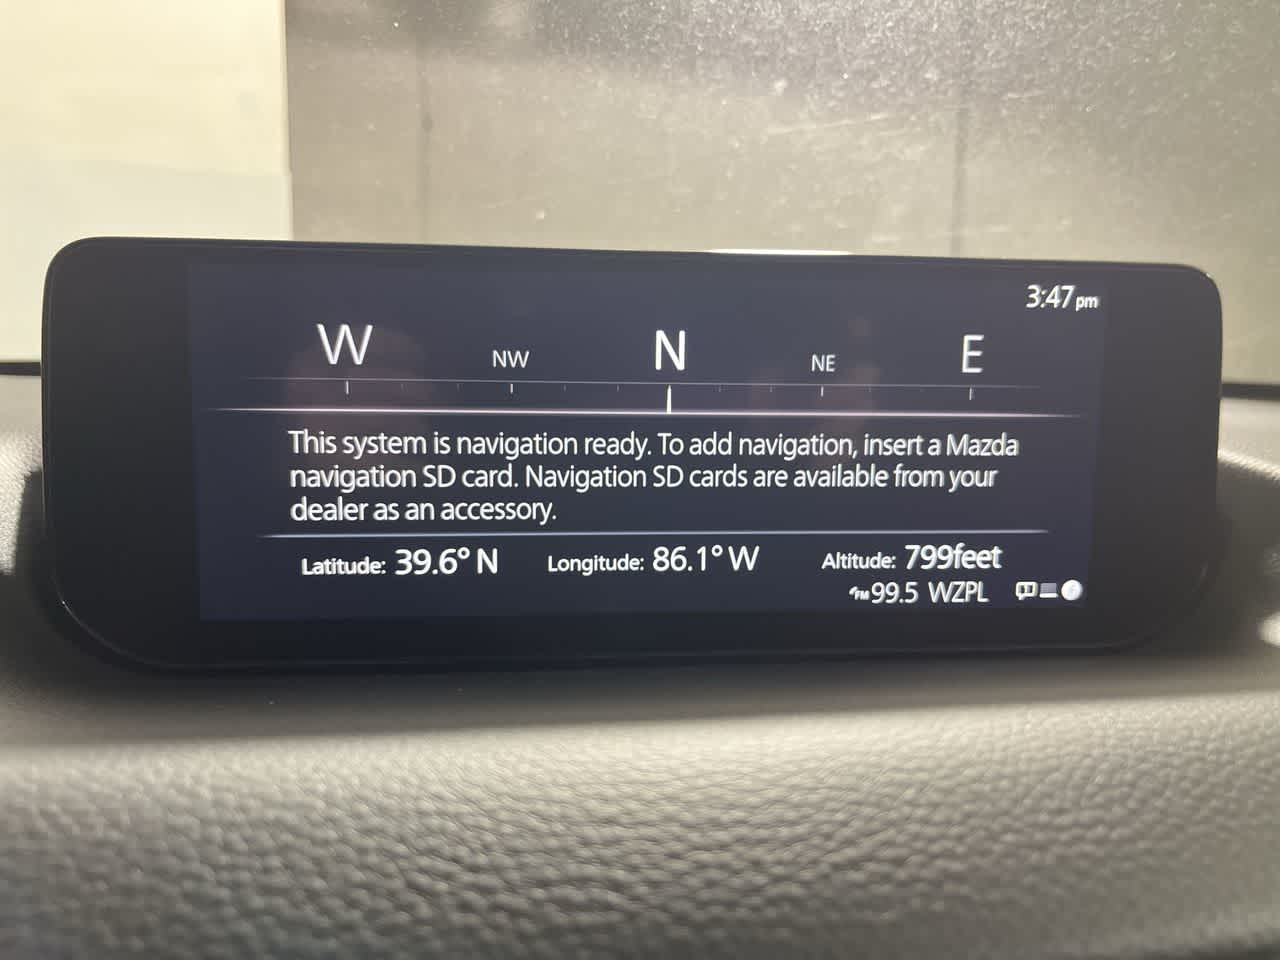 3:47 pm
W NW N NE E
This system is navigation ready. To add navigation, insert a Mazda
navigation SD card. Navigation SD cards are available from your
dealer as an accessory.
Latitude: 39.6° N Longitude: 86.1° W Altitude: 799feet
FM 99.5 WZPL